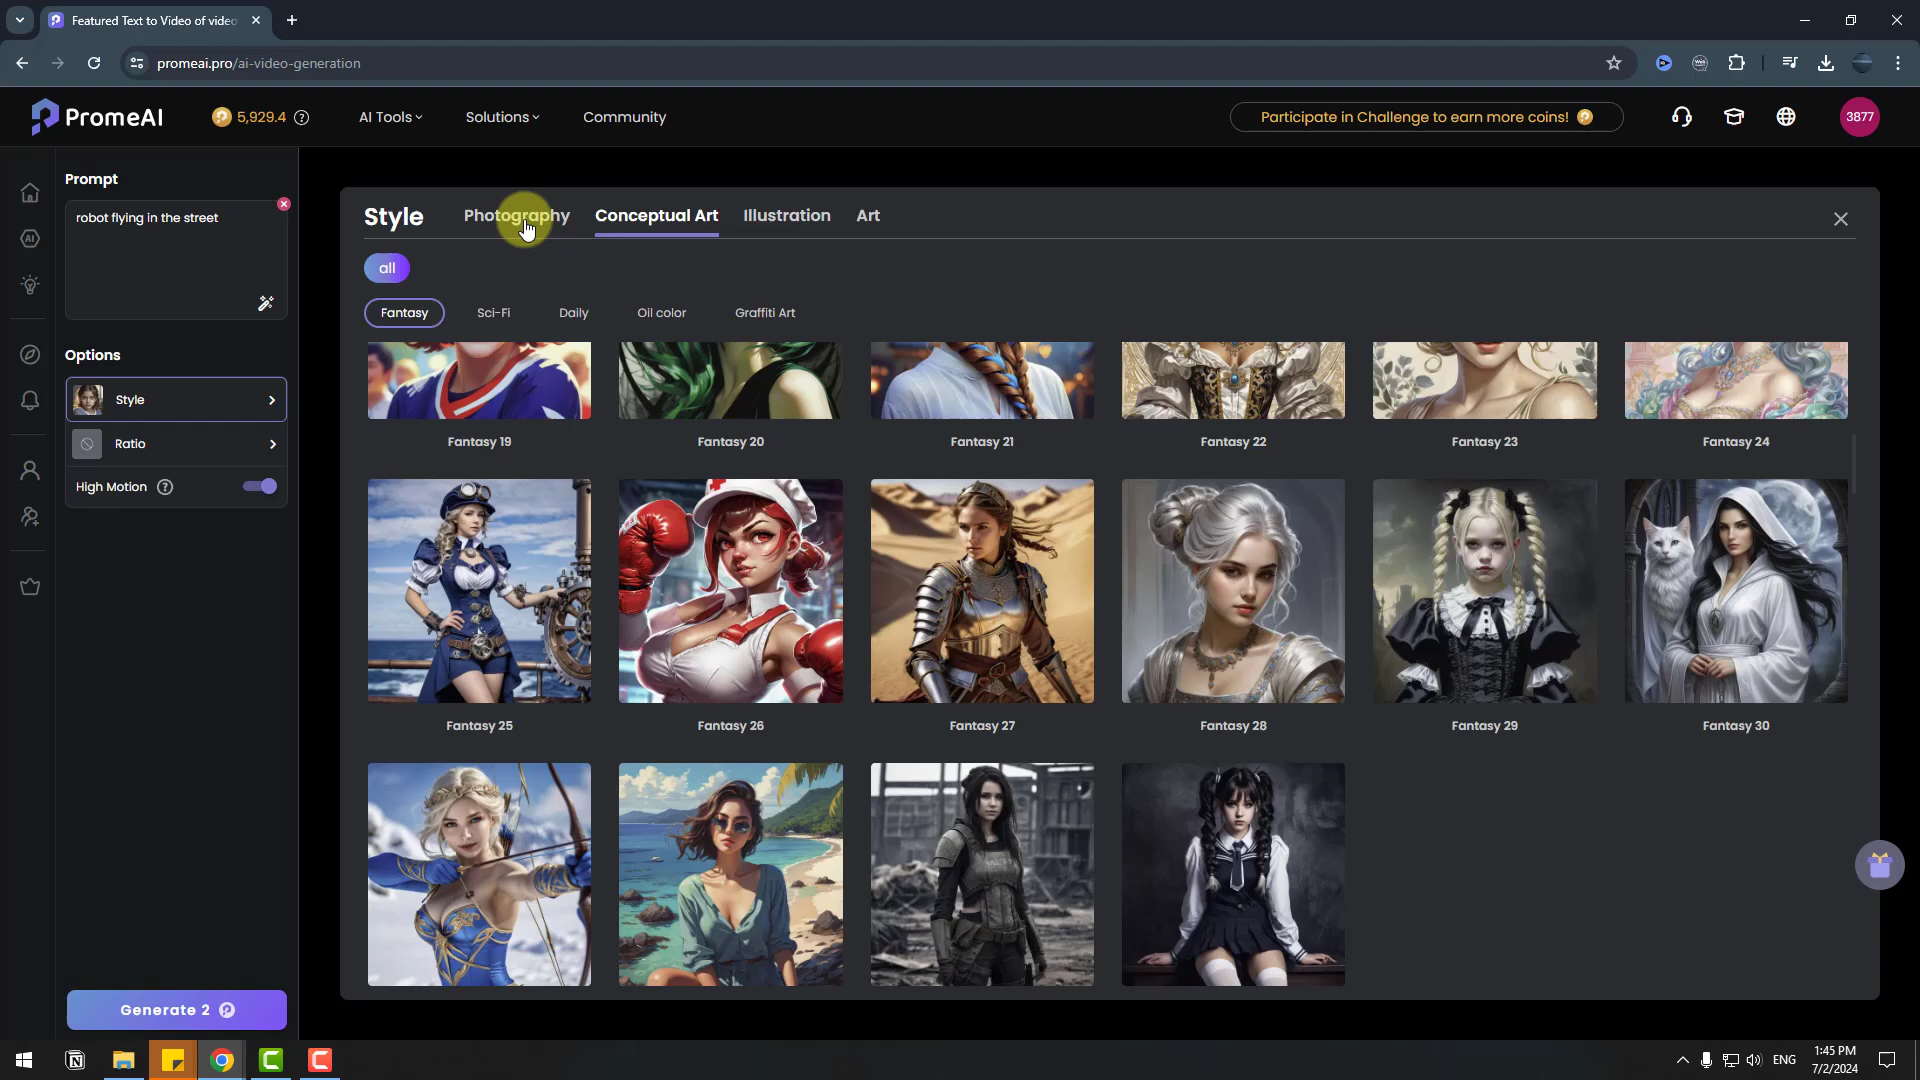 Featured Text to Video of video
promeai.pro/ai-video-generation
PromeAI
5,929.4
AI Tools
Solutions
Community
Participate in Challenge to earn more coins!
3877
Prompt
robot flying in the street
Options
Style
Ratio
High Motion
Generate 2
Style
Photography
Conceptual Art
Illustration
Art
all
Fantasy
Sci-Fi
Daily
Oil color
Graffiti Art
Fantasy 19
Fantasy 20
Fantasy 21
Fantasy 22
Fantasy 23
Fantasy 24
Fantasy 25
Fantasy 26
Fantasy 27
Fantasy 28
Fantasy 29
Fantasy 30
ENG
1:45 PM
7/2/2024